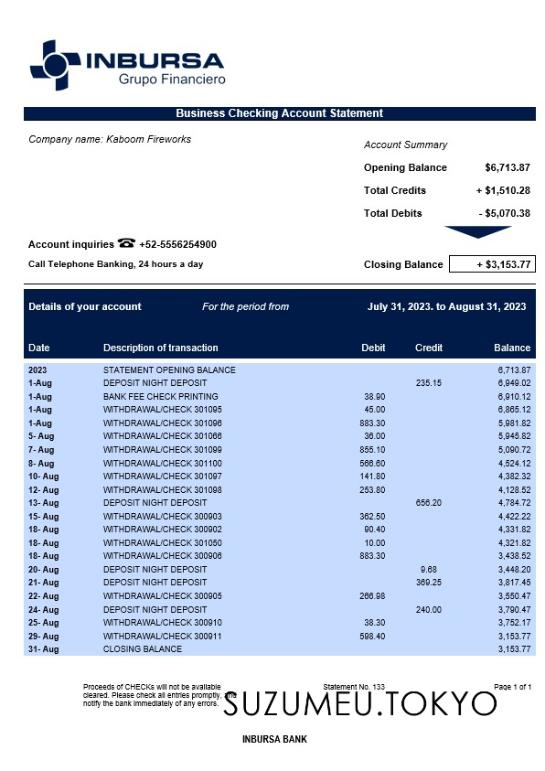 INBURSA
Grupo Financiero
Business Checking Account Statement
Company name: Kaboom Fireworks
Account Summary
Opening Balance $6,713.87
Total Credits + $1,510.28
Total Debits - $5,070.38
Account inquiries ☎ +52-5556254900
Call Telephone Banking, 24 hours a day
Closing Balance + $3,153.77
Details of your account For the period from July 31, 2023. to August 31, 2023
Date Description of transaction Debit Credit Balance
2023 STATEMENT OPENING BALANCE 6,713.87
1-Aug DEPOSIT NIGHT DEPOSIT 235.15 6,949.02
1-Aug BANK FEE CHECK PRINTING 38.90 6,910.12
1-Aug WITHDRAWAL/CHECK 301095 45.00 6,865.12
1-Aug WITHDRAWAL/CHECK 301096 883.30 5,981.82
5- Aug WITHDRAWAL/CHECK 301066 36.00 5,945.82
7- Aug WITHDRAWAL/CHECK 301099 855.10 5,090.72
8- Aug WITHDRAWAL/CHECK 301100 566.60 4,524.12
10- Aug WITHDRAWAL/CHECK 301097 141.80 4,382.32
12- Aug WITHDRAWAL/CHECK 301098 253.80 4,128.52
13- Aug DEPOSIT NIGHT DEPOSIT 656.20 4,784.72
15- Aug WITHDRAWAL/CHECK 300903 362.50 4,422.22
18- Aug WITHDRAWAL/CHECK 300902 90.40 4,331.82
18- Aug WITHDRAWAL/CHECK 301050 10.00 4,321.82
18- Aug WITHDRAWAL/CHECK 300906 883.30 3,438.52
20- Aug DEPOSIT NIGHT DEPOSIT 9.68 3,448.20
21- Aug DEPOSIT NIGHT DEPOSIT 369.25 3,817.45
22- Aug WITHDRAWAL/CHECK 300905 266.98 3,550.47
24- Aug DEPOSIT NIGHT DEPOSIT 240.00 3,790.47
25- Aug WITHDRAWAL/CHECK 300910 38.30 3,752.17
29- Aug WITHDRAWAL/CHECK 300911 598.40 3,153.77
31- Aug CLOSING BALANCE 3,153.77
Proceeds of CHECKs will not be available Statement No. 133 Page 1 of 1
cleared. Please check all entries promptly, and
notify the bank immediately of any errors.
SUZUMEU.TOKYO
INBURSA BANK